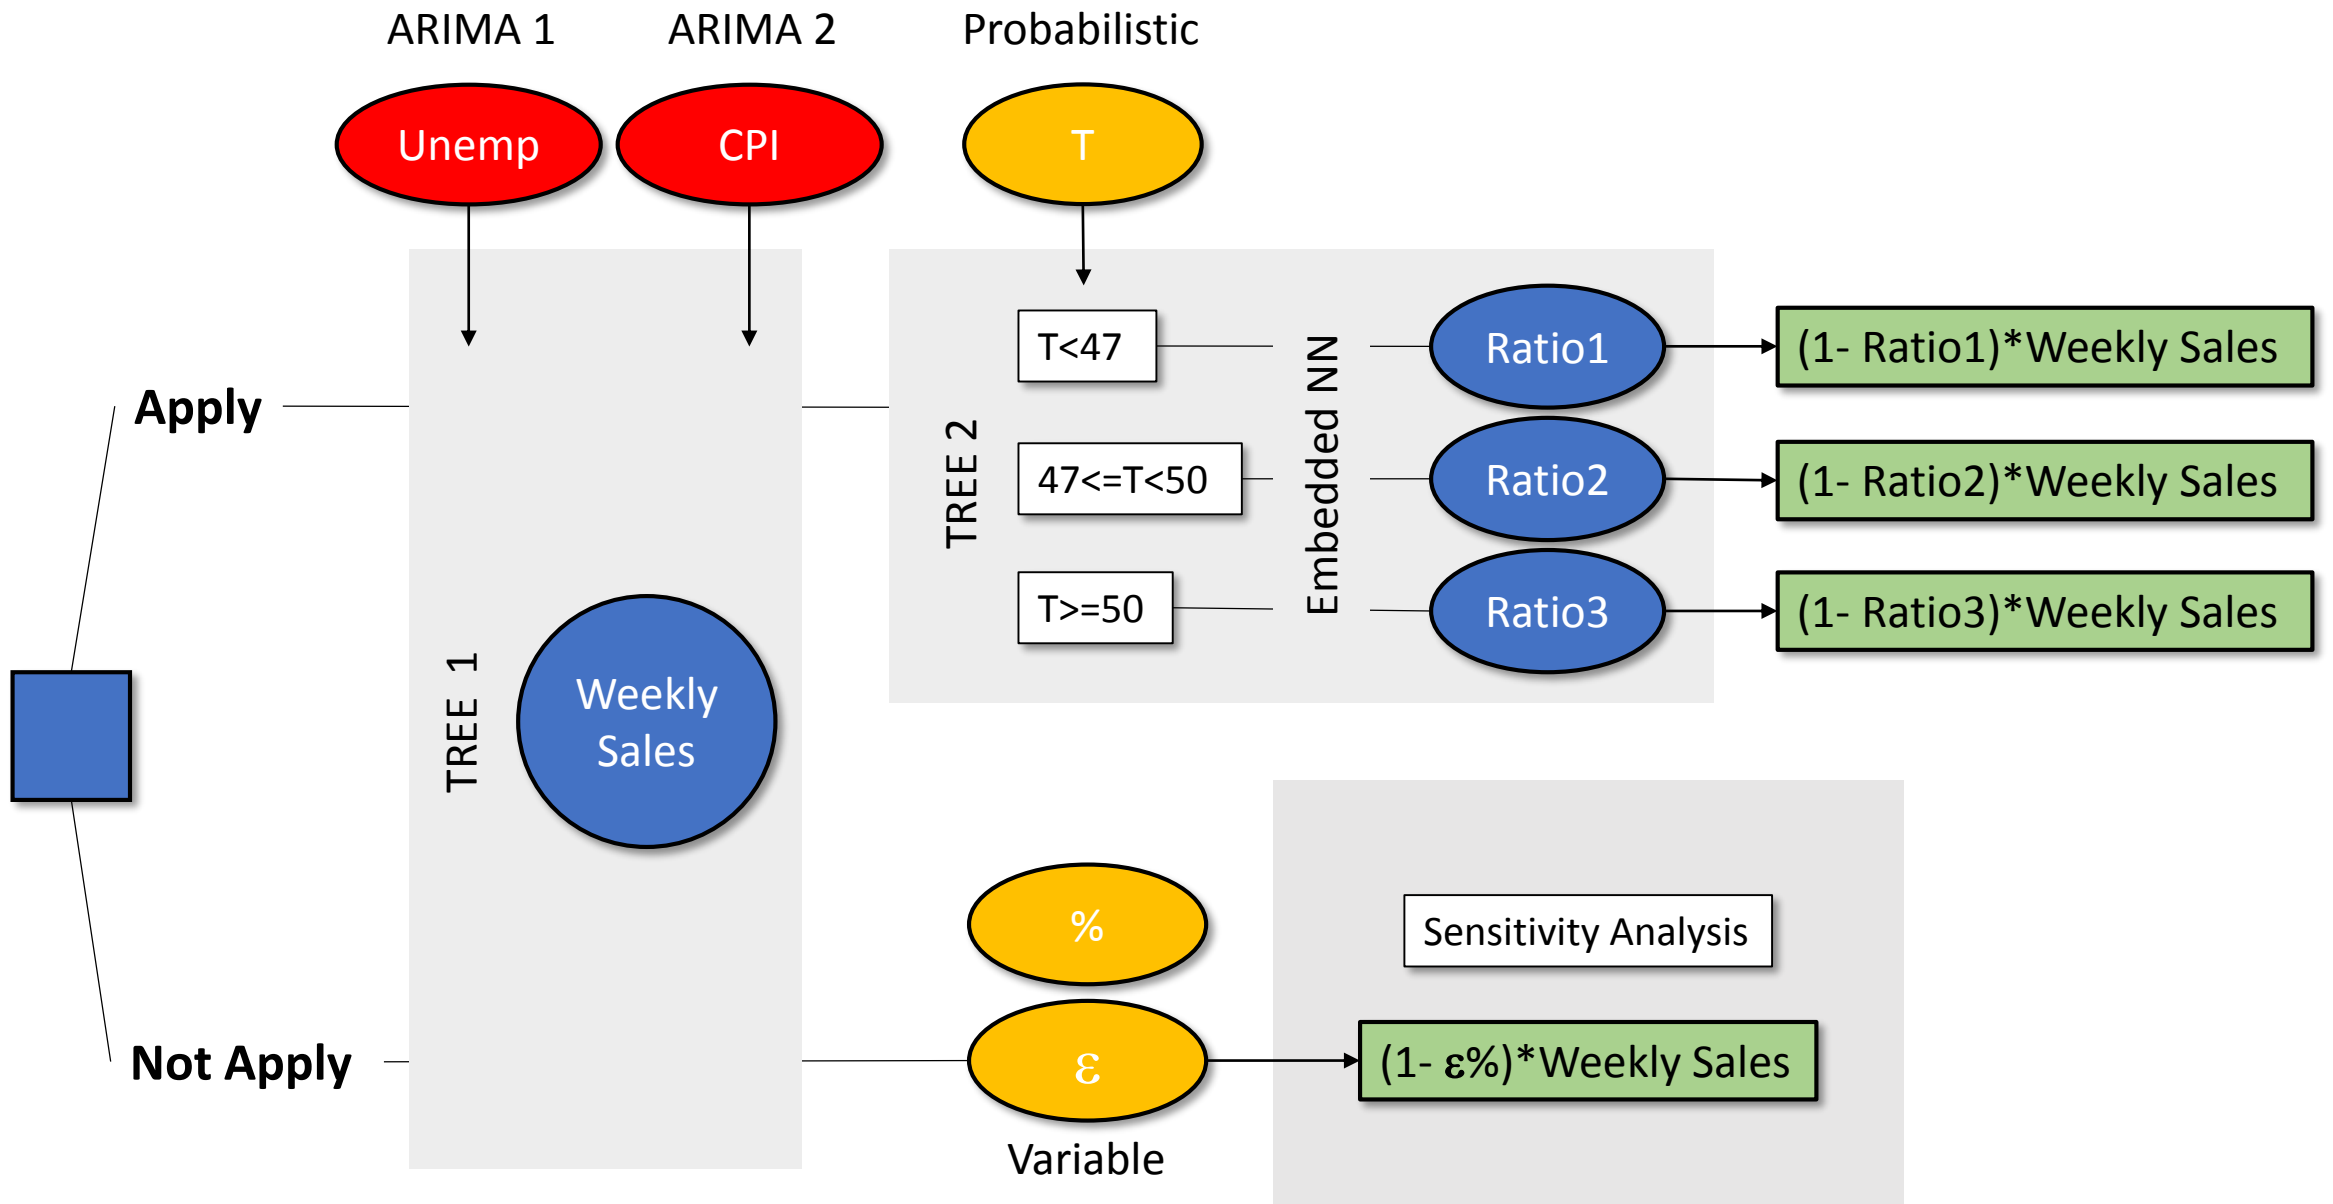 ARIMA 1
ARIMA 2
Probabilistic
Unemp
CPI
T
Apply
Not Apply
TREE 1
Weekly
Sales
TREE 2
T<47
47<=T<50
T>=50
Embedded NN
Ratio1
Ratio2
Ratio3
(1- Ratio1)*Weekly Sales
(1- Ratio2)*Weekly Sales
(1- Ratio3)*Weekly Sales
%
ε
Variable
Sensitivity Analysis
(1- ε%)*Weekly Sales